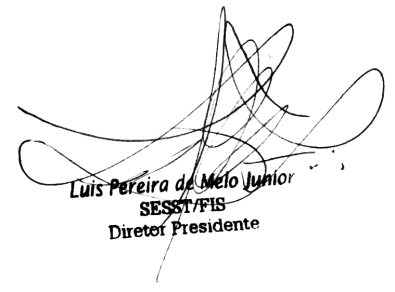 Luis Pereira de Melo Junior
SESST/FIS
Diretor Presidente